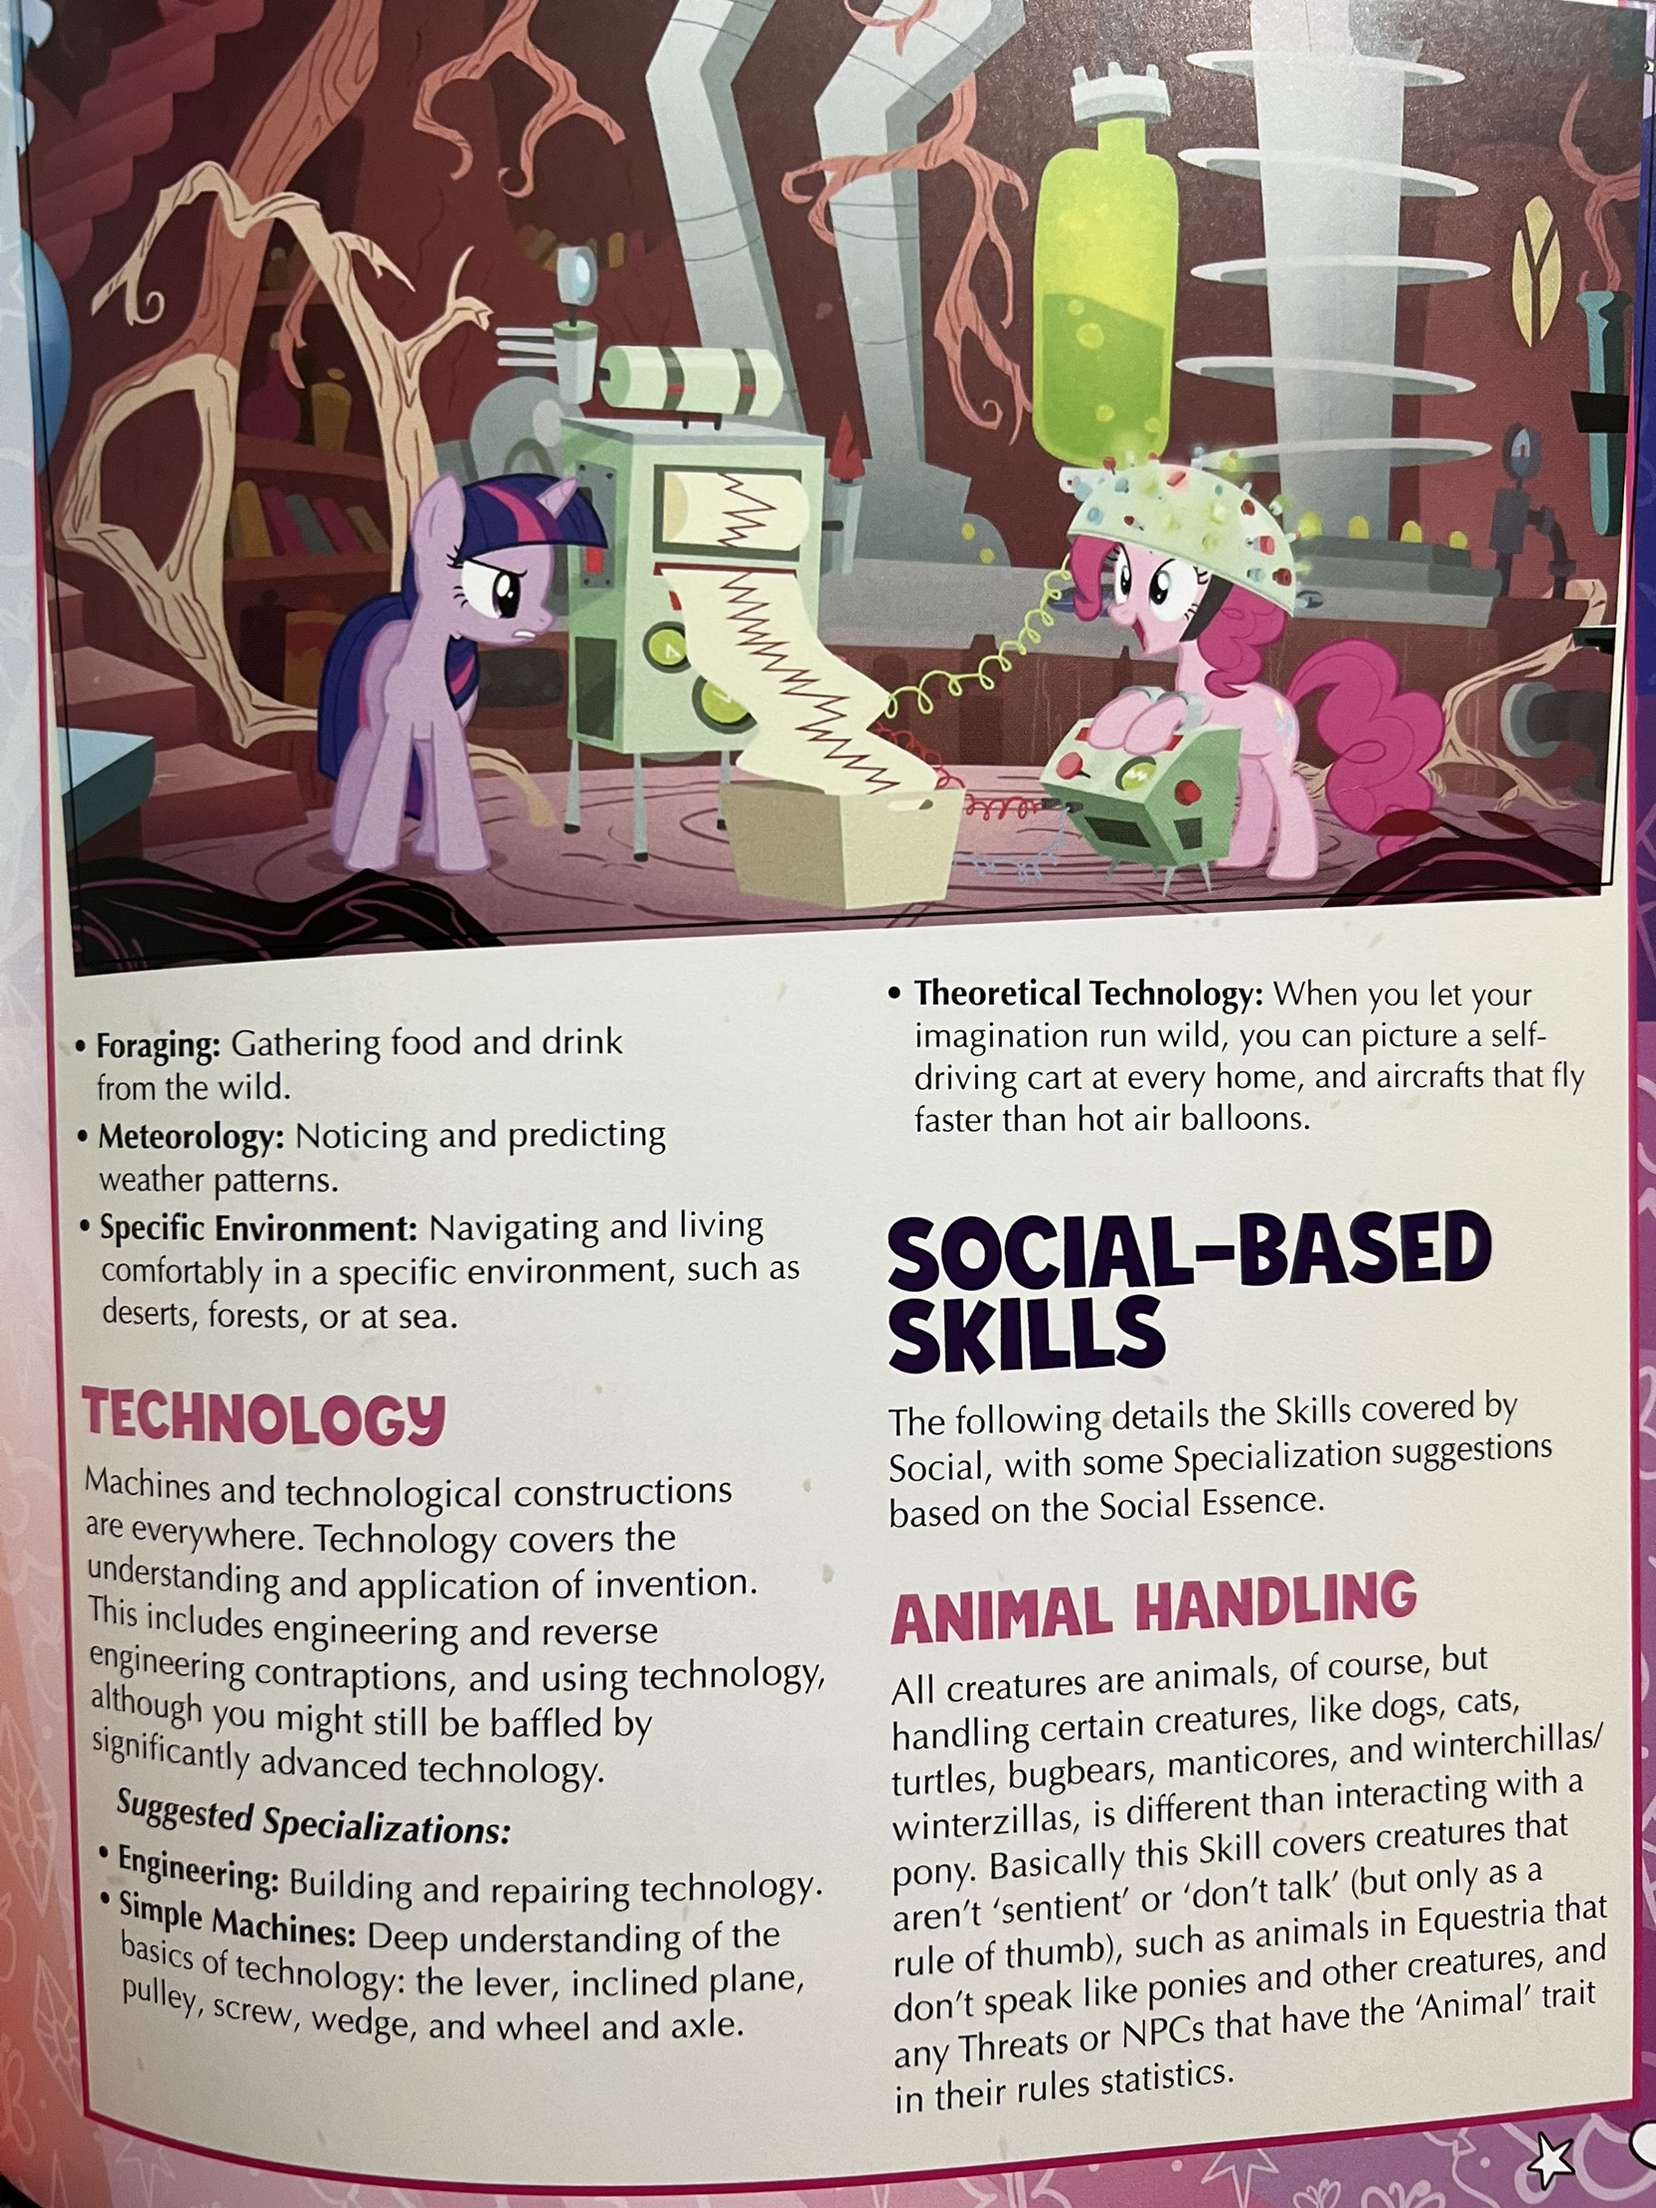 • Foraging: Gathering food and drink
from the wild.
• Meteorology: Noticing and predicting
weather patterns.
• Specific Environment: Navigating and living
comfortably in a specific environment, such as
deserts, forests, or at sea.
TECHNOLOGY
Machines and technological constructions
are everywhere. Technology covers the
understanding and application of invention.
This includes engineering and reverse
engineering contraptions, and using technology,
although you might still be baffled by
significantly advanced technology.
Suggested Specializations:
• Engineering: Building and repairing technology.
• Simple Machines: Deep understanding of the
basics of technology: the lever, inclined plane,
pulley, screw, wedge, and wheel and axle.
• Theoretical Technology: When you let your
imagination run wild, you can picture a self-
driving cart at every home, and aircrafts that fly
faster than hot air balloons.
SOCIAL-BASED
SKILLS
The following details the Skills covered by
Social, with some Specialization suggestions
based on the Social Essence.
ANIMAL HANDLING
All creatures are animals, of course, but
handling certain creatures, like dogs, cats,
turtles, bugbears, manticores, and winterchillas/
winterzillas, is different than interacting with a
pony. Basically this Skill covers creatures that
aren't 'sentient' or 'don't talk' (but only as a
rule of thumb), such as animals in Equestria that
don't speak like ponies and other creatures, and
any Threats or NPCs that have the 'Animal' trait
in their rules statistics.